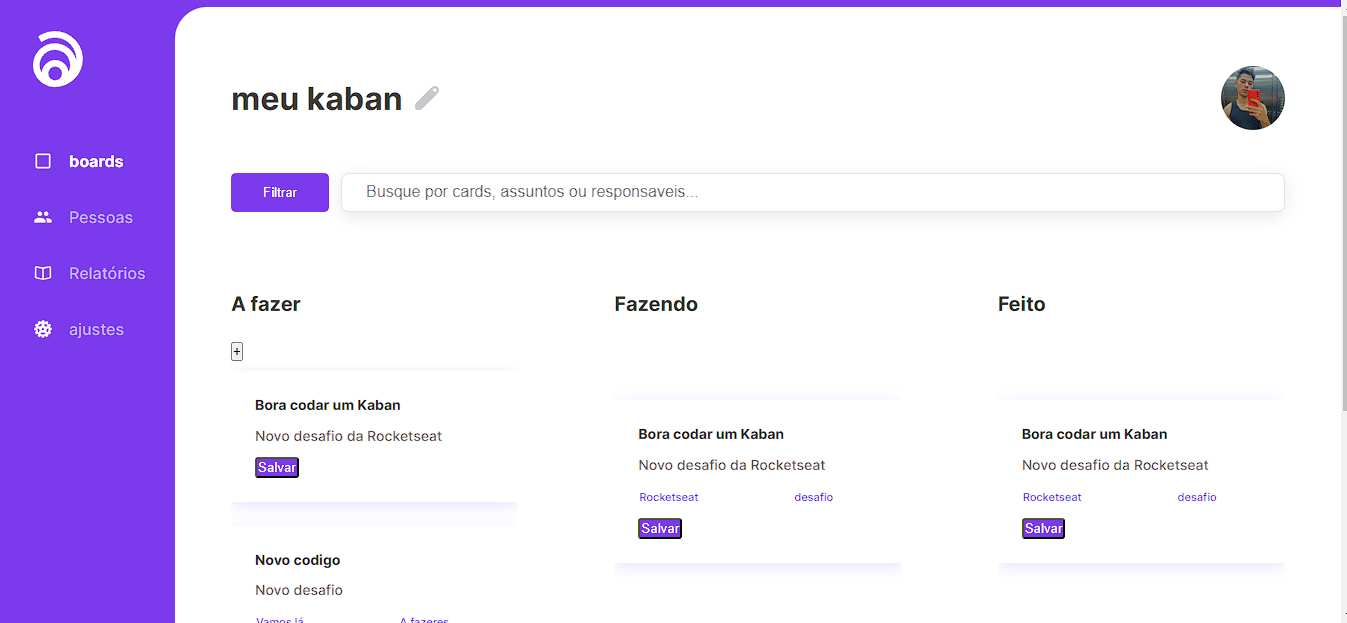 meu kaban
boards
Pessoas
Relatórios
ajustes
Filtrar
Busque por cards, assuntos ou responsaveis...
A fazer
+
Bora codar um Kaban
Novo desafio da Rocketseat
Salvar
Novo codigo
Novo desafio
Vamos lá
A fazeres
Fazendo
Bora codar um Kaban
Novo desafio da Rocketseat
Rocketseat
desafio
Salvar
Feito
Bora codar um Kaban
Novo desafio da Rocketseat
Rocketseat
desafio
Salvar